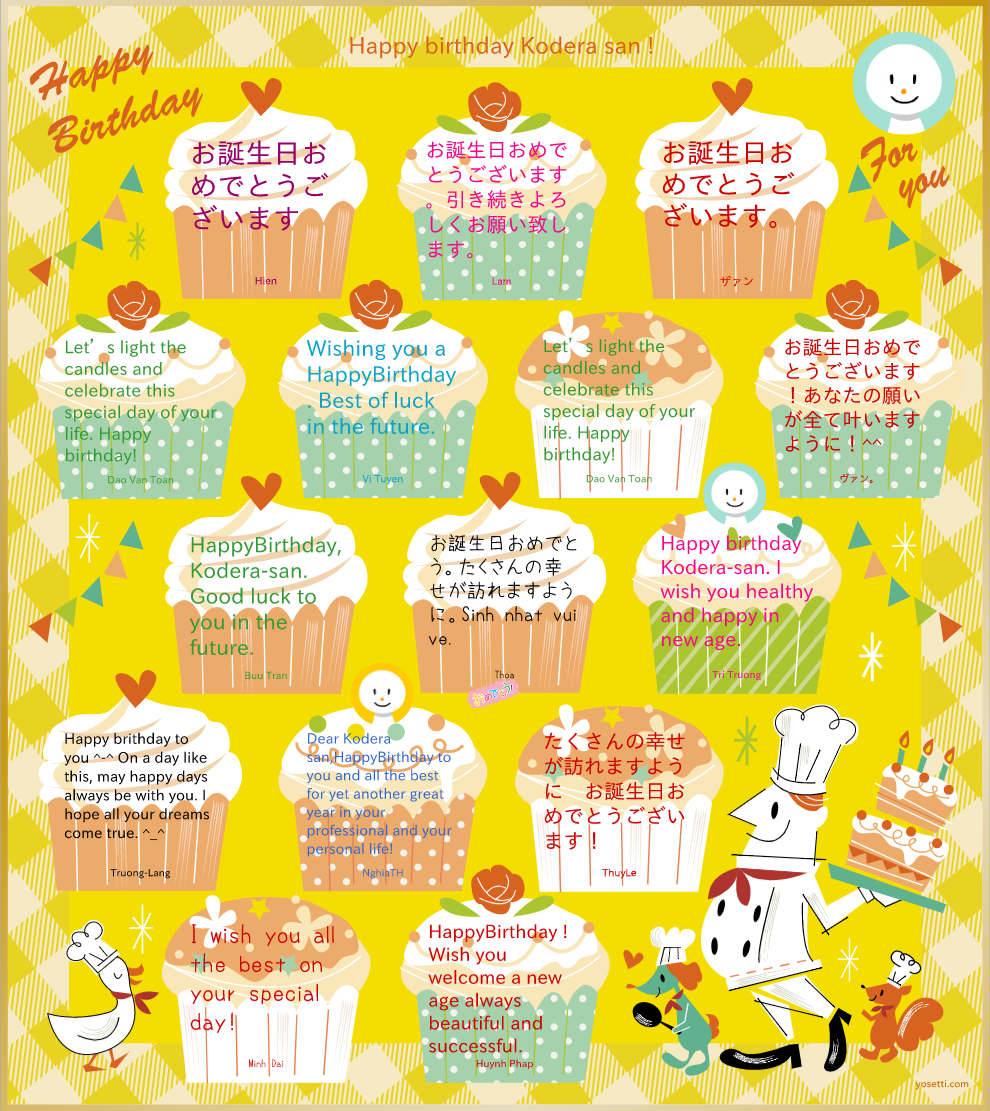 Happy birthday Kodera san !
Happy
Birthday
For
you
お誕生日お
めでとうご
ざいます
Hien
お誕生日おめで
とうございます
。引き続きよろ
しくお願い致し
ます。
Lam
お誕生日お
めでとうご
ざいます。
ザァン
Let’s light the
candles and
celebrate this
special day of your
life. Happy
birthday!
Dao Van Toan
Wishing you a
HappyBirthday
. Best of luck
in the future.
Vi Tuyen
Let’s light the
candles and
celebrate this
special day of your
life. Happy
birthday!
Dao Van Toan
お誕生日おめで
とうございます
！あなたの願い
が全て叶います
ように！^^
ヴァン。
HappyBirthday,
Kodera-san.
Good luck to
you in the
future.
Buu Tran
お誕生日おめでと
う。たくさんの幸
せが訪れますよう
に。Sinh nhat vui
ve.
Thoa
おめでとう!
Happy birthday
Kodera-san. I
wish you healthy
and happy in
new age.
Tri Truong
Happy brithday to
you ^-^ On a day like
this, may happy days
always be with you. I
hope all your dreams
come true. ^_^
Truong-Lang
Dear Kodera
san,HappyBirthday to
you and all the best
for yet another great
year in your
professional and your
personal life!
NghiaTH
たくさんの幸せ
が訪れますよう
に　お誕生日お
めでとうござい
ます！
ThuyLe
I wish you all
the best on
your special
day!
Minh Dai
HappyBirthday !
Wish you
welcome a new
age always
beautiful and
successful.
Huynh Phap
yosetti.com